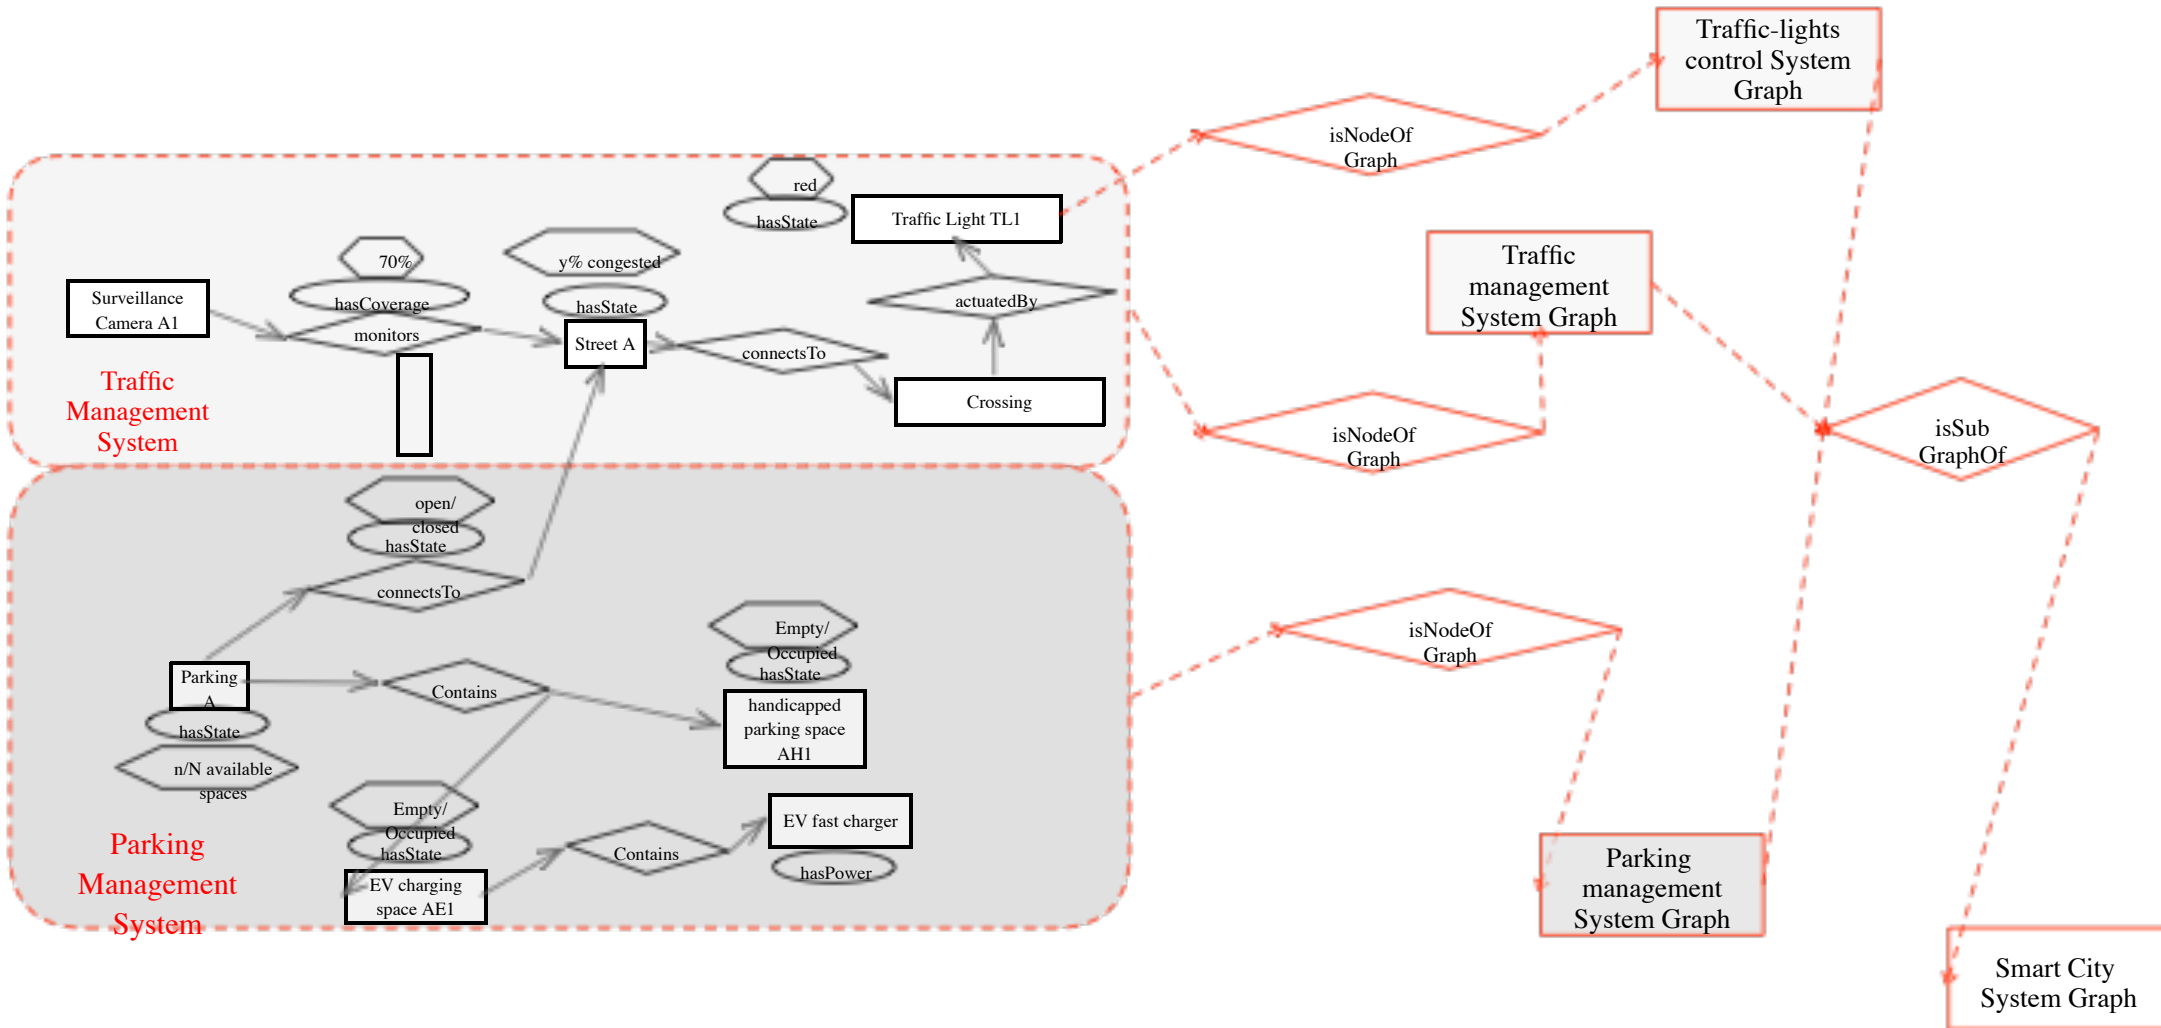 Traffic-lights
control System
Graph
isNodeOf
Graph
red
hasState
Traffic Light TL1
70%
hasCoverage
monitors
y% congested
hasState
Surveillance
Camera A1
Street A
connectsTo
actuatedBy
Crossing
Traffic
Management
System
Traffic
management
System Graph
isNodeOf
Graph
isSub
GraphOf
open/
closed
hasState
connectsTo
Parking
A
hasState
n/N available
spaces
Contains
Empty/
Occupied
hasState
handicapped
parking space
AH1
isNodeOf
Graph
Empty/
Occupied
hasState
EV charging
space AE1
Contains
EV fast charger
hasPower
Parking
Management
System
Parking
management
System Graph
Smart City
System Graph